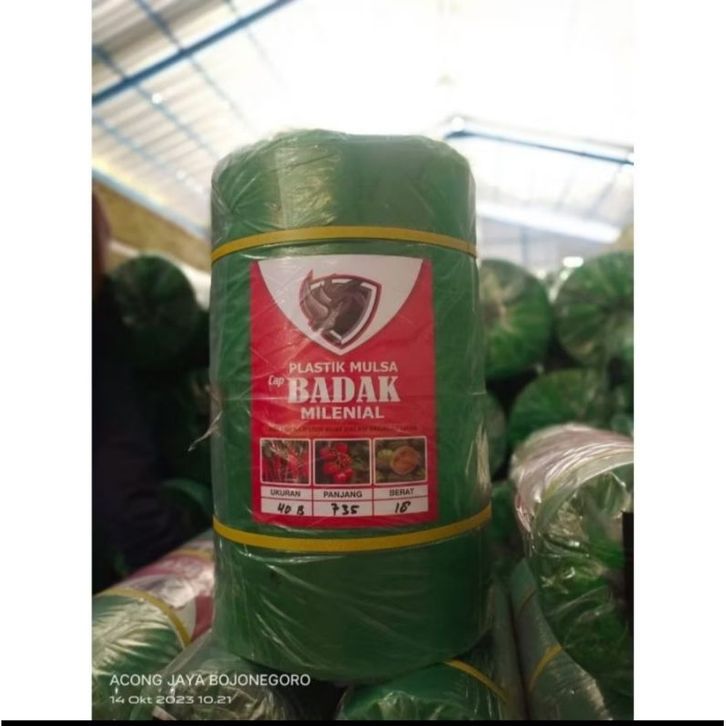 PLASTIK MULSA
Cap BADAK
MILENIAL
UKURAN PANJANG BERAT
40 B 735 18
ACONG JAYA BOJONEGORO
14 Okt 2023 10.21